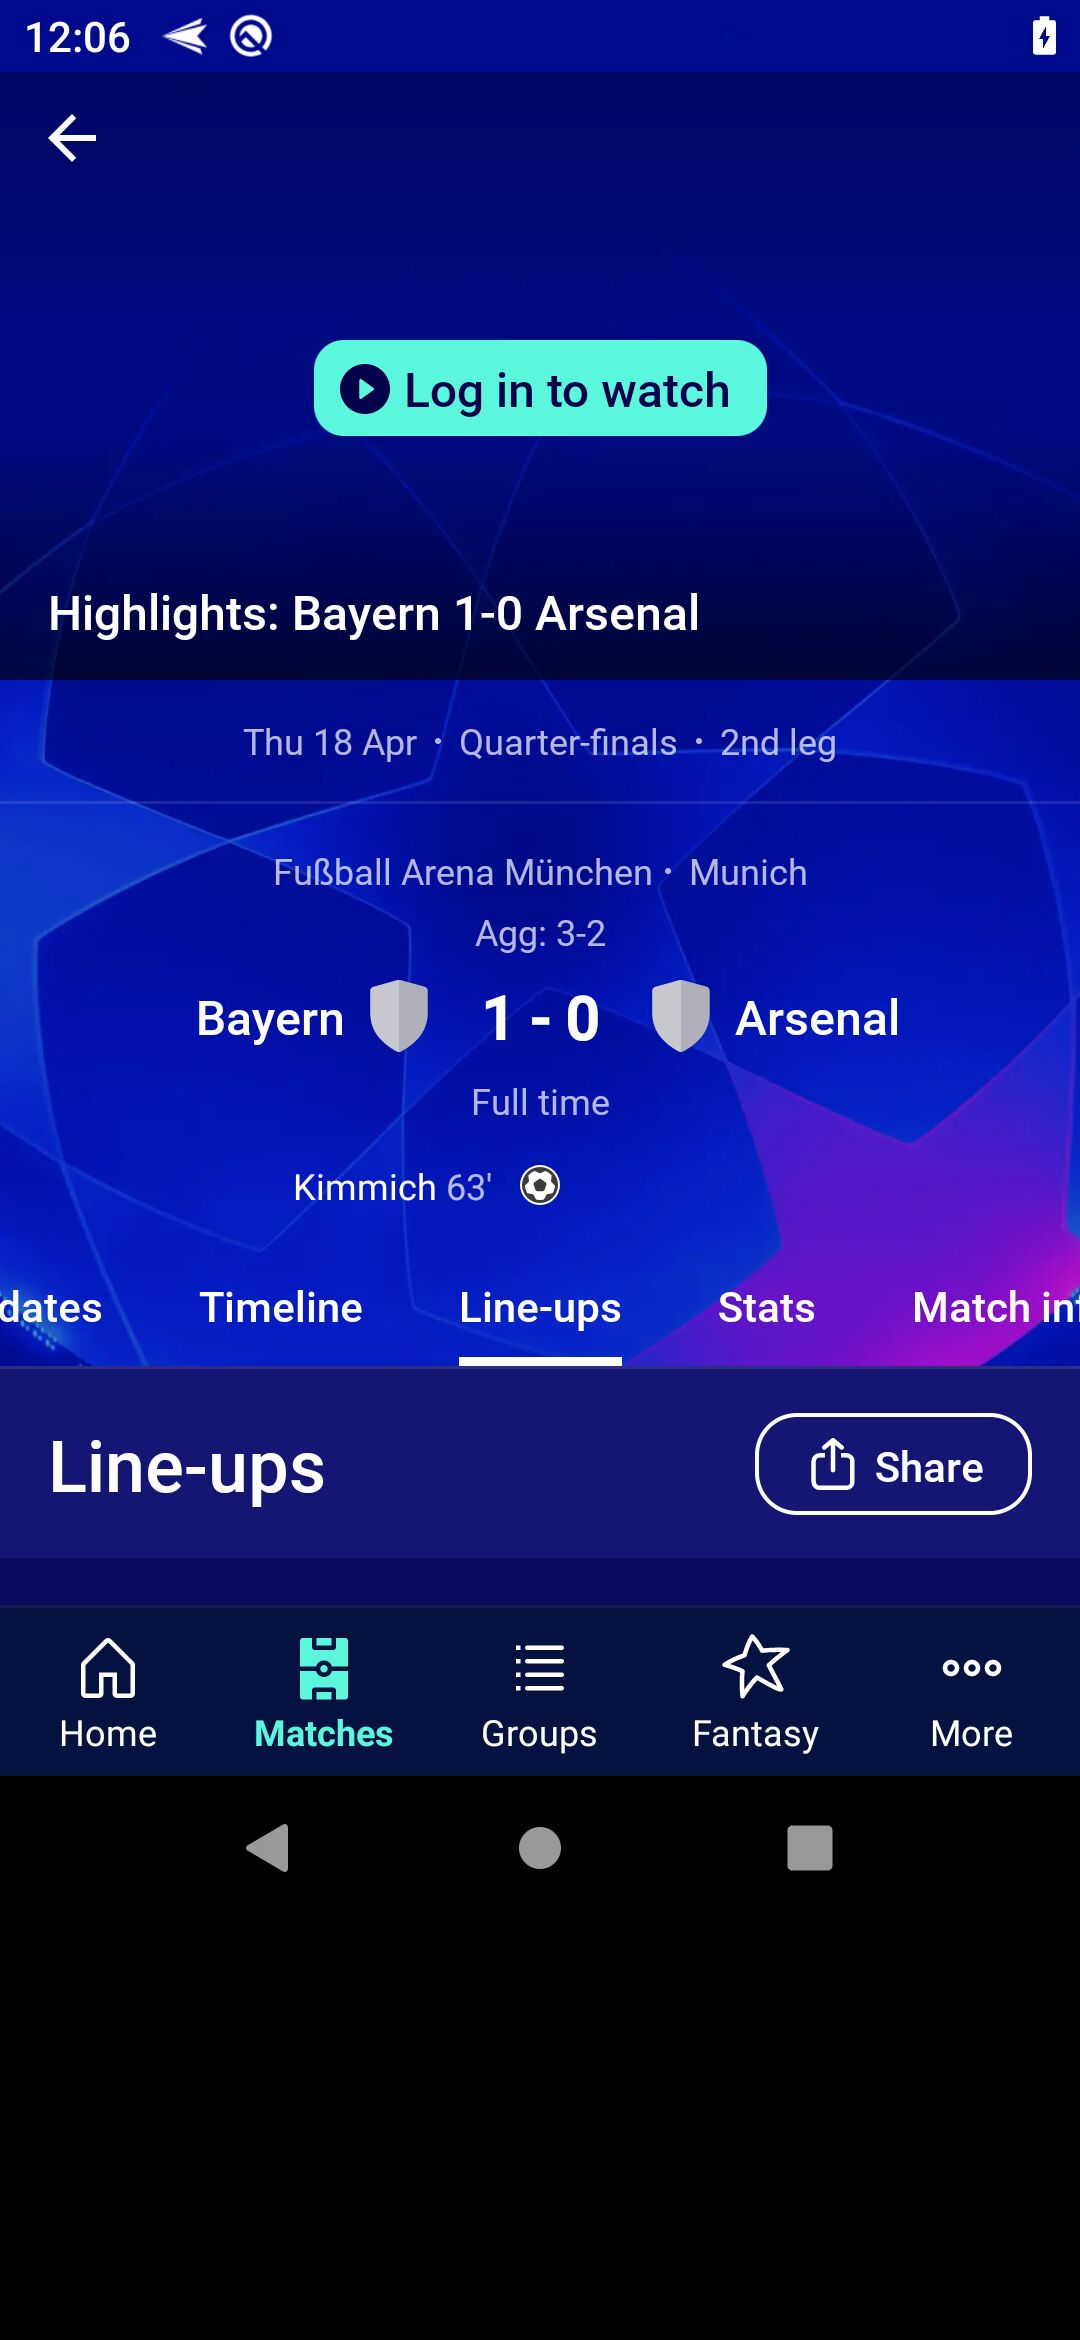 12:06
Log in to watch
Highlights: Bayern 1-0 Arsenal
Thu 18 Apr • Quarter-finals • 2nd leg
Fußball Arena München • Munich
Agg: 3-2
Bayern 1 - 0 Arsenal
Full time
Kimmich 63'
dates Timeline Line-ups Stats Match inf
Line-ups Share
Home Matches Groups Fantasy More